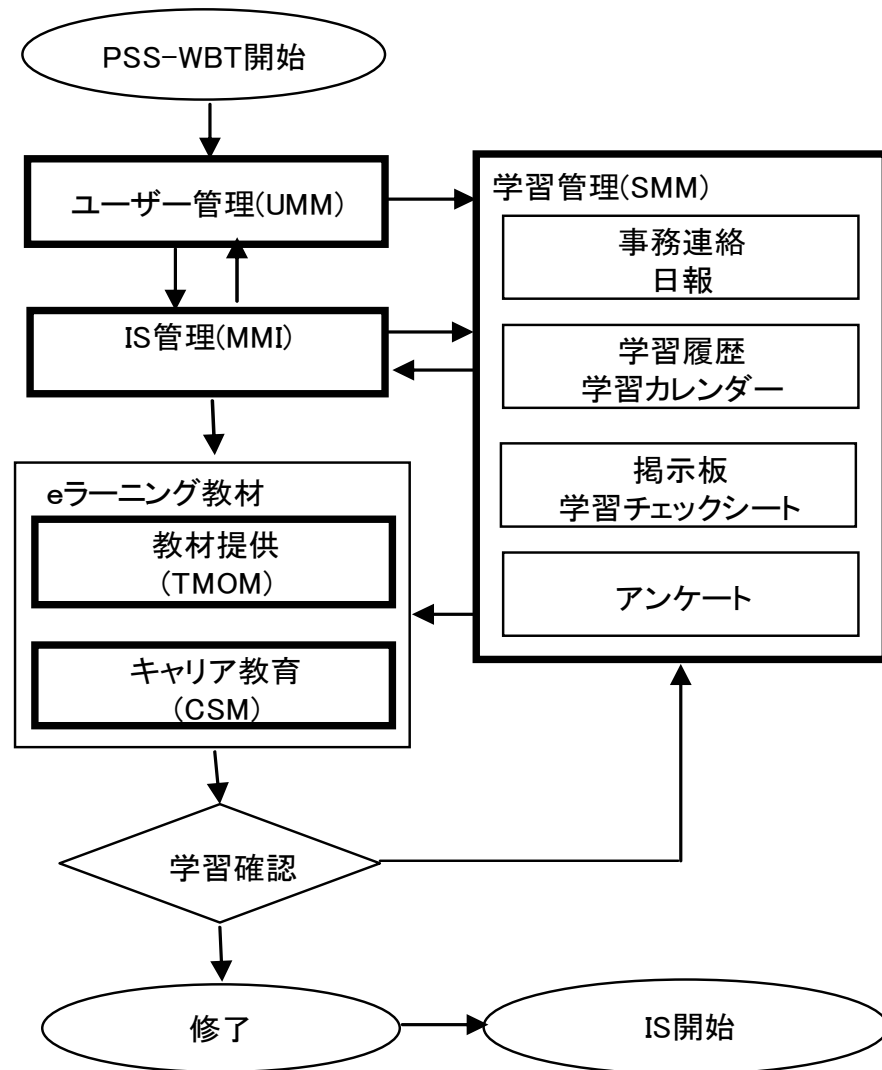 PSS-WBT開始
ユーザー管理(UMM)
IS管理(MMI)
eラーニング教材
教材提供
(TMOM)
キャリア教育
(CSM)
学習管理(SMM)
事務連絡
日報
学習履歴
学習カレンダー
掲示板
学習チェックシート
アンケート
学習確認
修了
IS開始